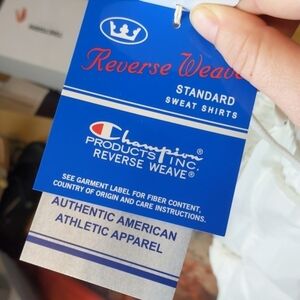 Reverse Weave
STANDARD
SWEAT SHIRTS
Champion®
PRODUCTS INC.
REVERSE WEAVE®
SEE GARMENT LABEL FOR FIBER CONTENT,
COUNTRY OF ORIGIN AND CARE INSTRUCTIONS.
AUTHENTIC AMERICAN
ATHLETIC APPAREL